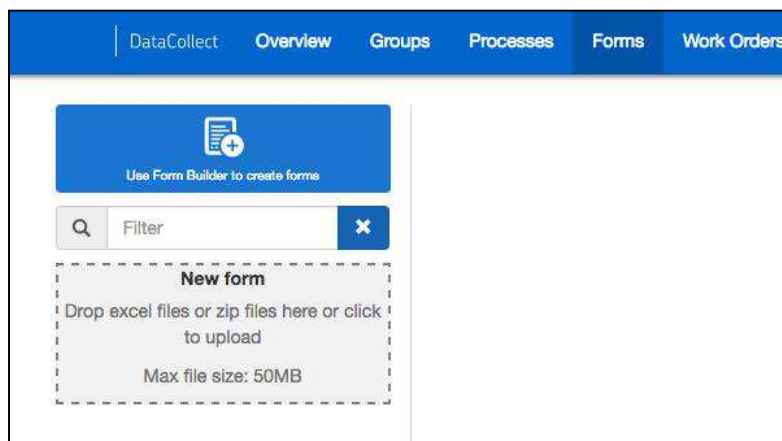 DataCollect Overview Groups Processes Forms Work Orders
Use Form Builder to create forms
Filter
New form
Drop excel files or zip files here or click
to upload
Max file size: 50MB